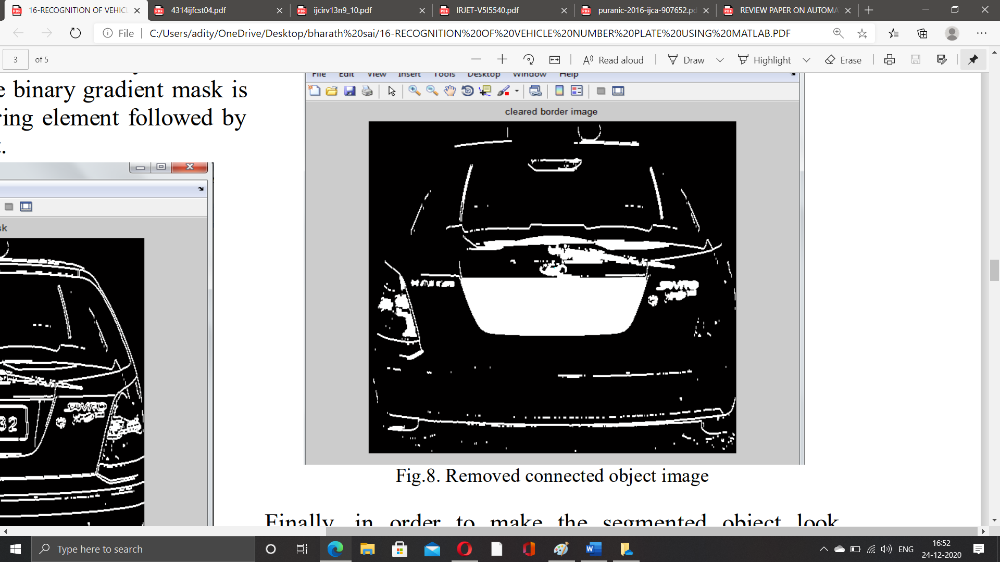 16-RECOGNITION OF VEHICL
4314ijfcst04.pdf
ijcirv13n9_10.pdf
IRJET-V5I5540.pdf
puranic-2016-ijca-907652.pd
REVIEW PAPER ON AUTOMA
File
C:/Users/adity/OneDrive/Desktop/bharath%20sai/16-RECOGNITION%20OF%20VEHICLE%20NUMBER%20PLATE%20USING%20MATLAB.PDF
3 of 5
Read aloud
Draw
Highlight
Erase
e binary gradient mask is
ring element followed by
t.
sk
32
File Edit View Insert Tools Desktop Window Help
cleared border image
Fig.8. Removed connected object image
Finally, in order to make the segmented object look
Type here to search
ENG
16:52
24-12-2020